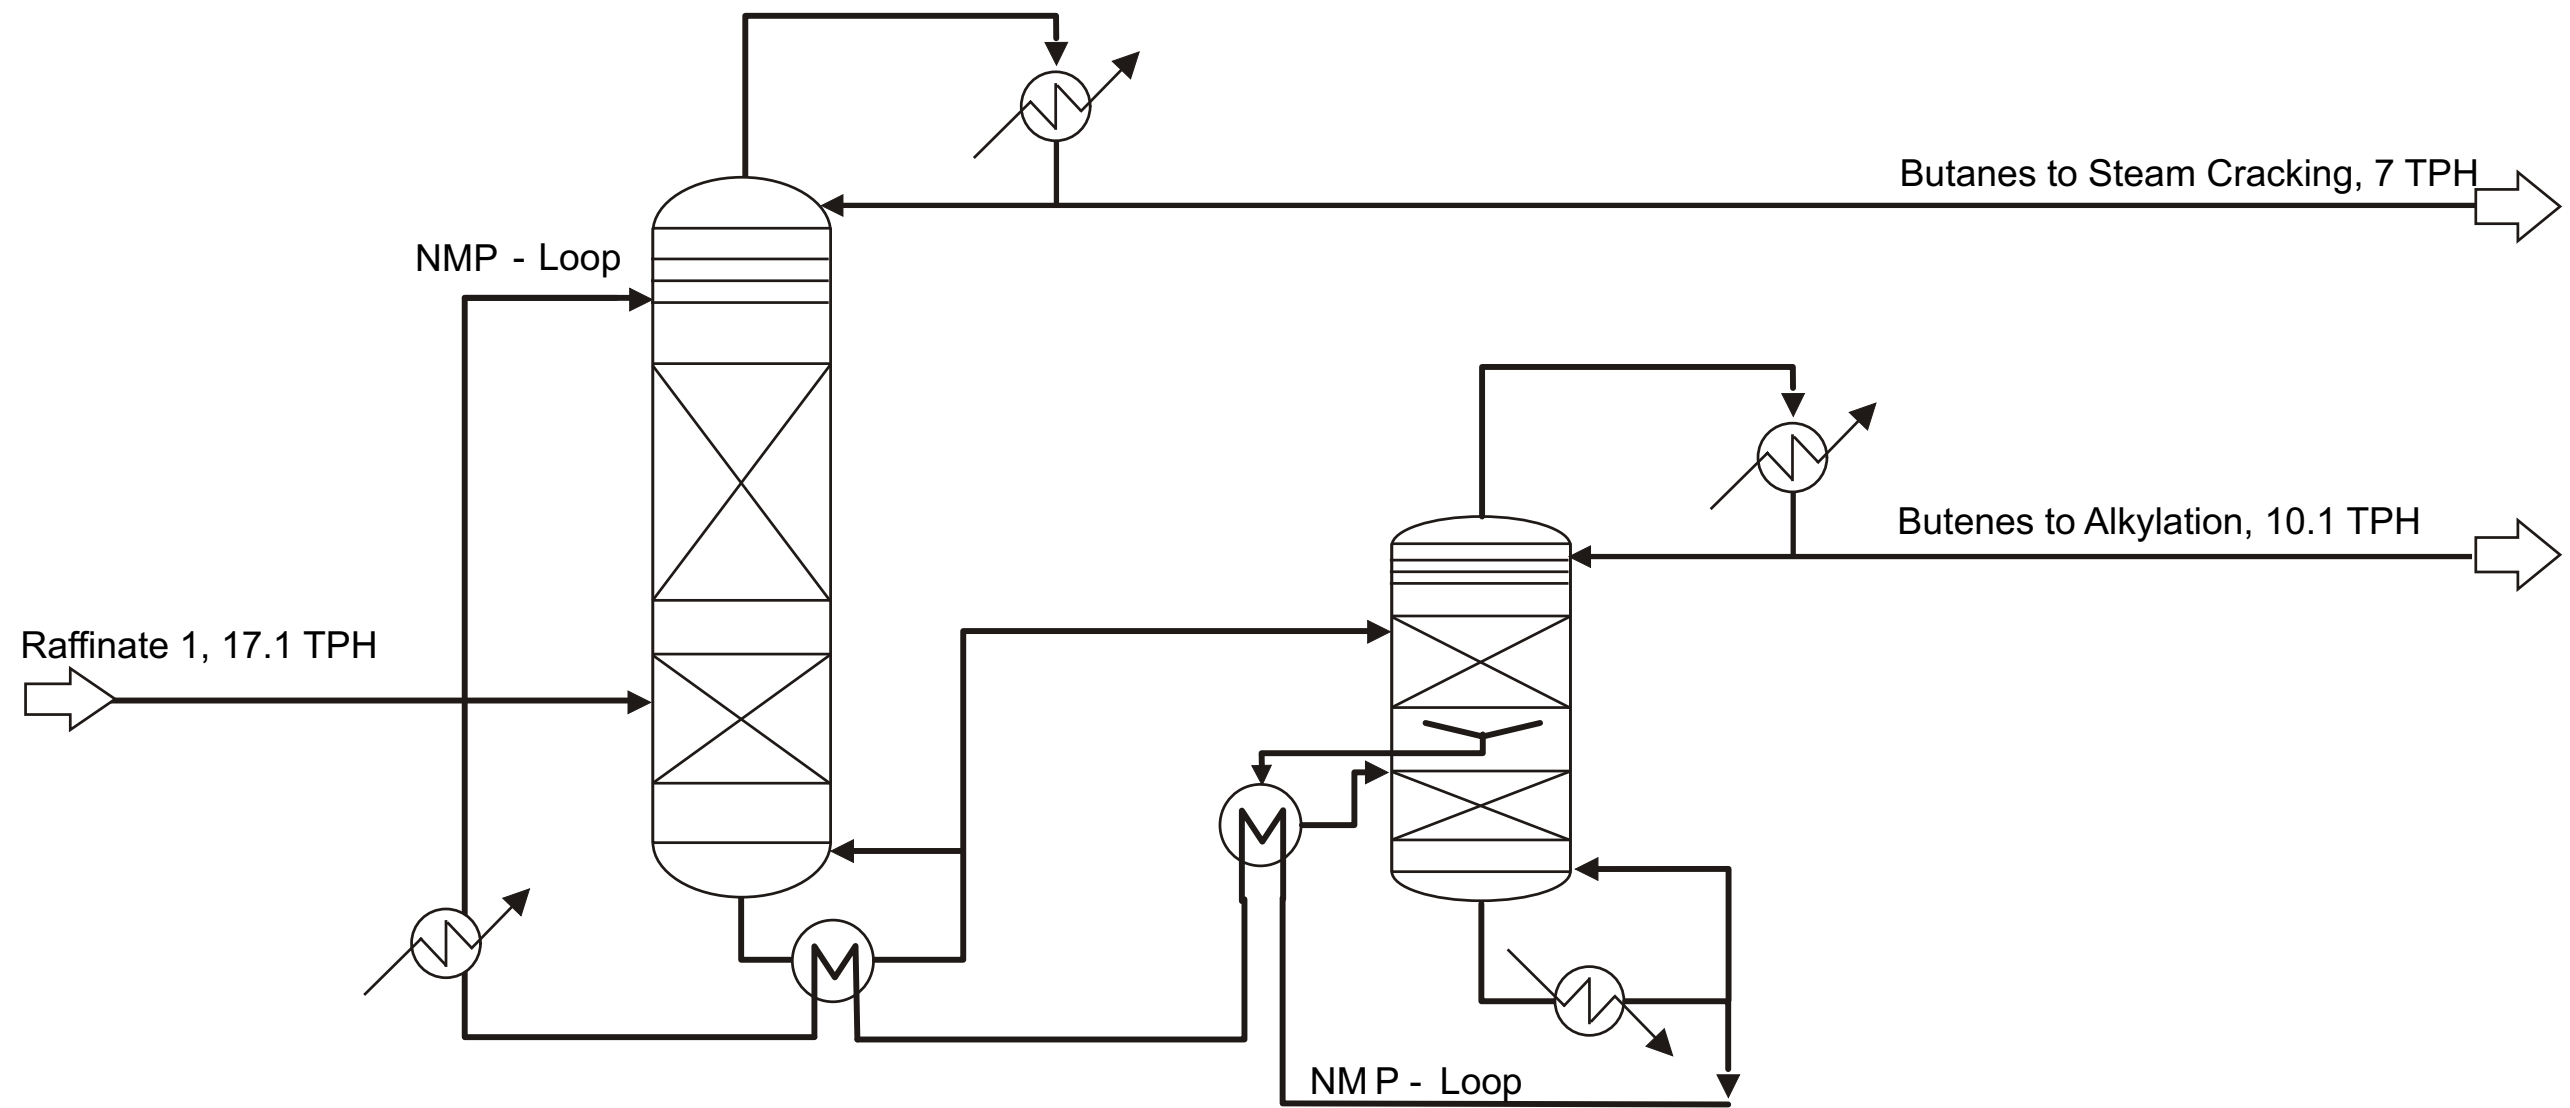 Butanes to Steam Cracking, 7 TPH
NMP - Loop
Butenes to Alkylation, 10.1 TPH
Raffinate 1, 17.1 TPH
NMP - Loop